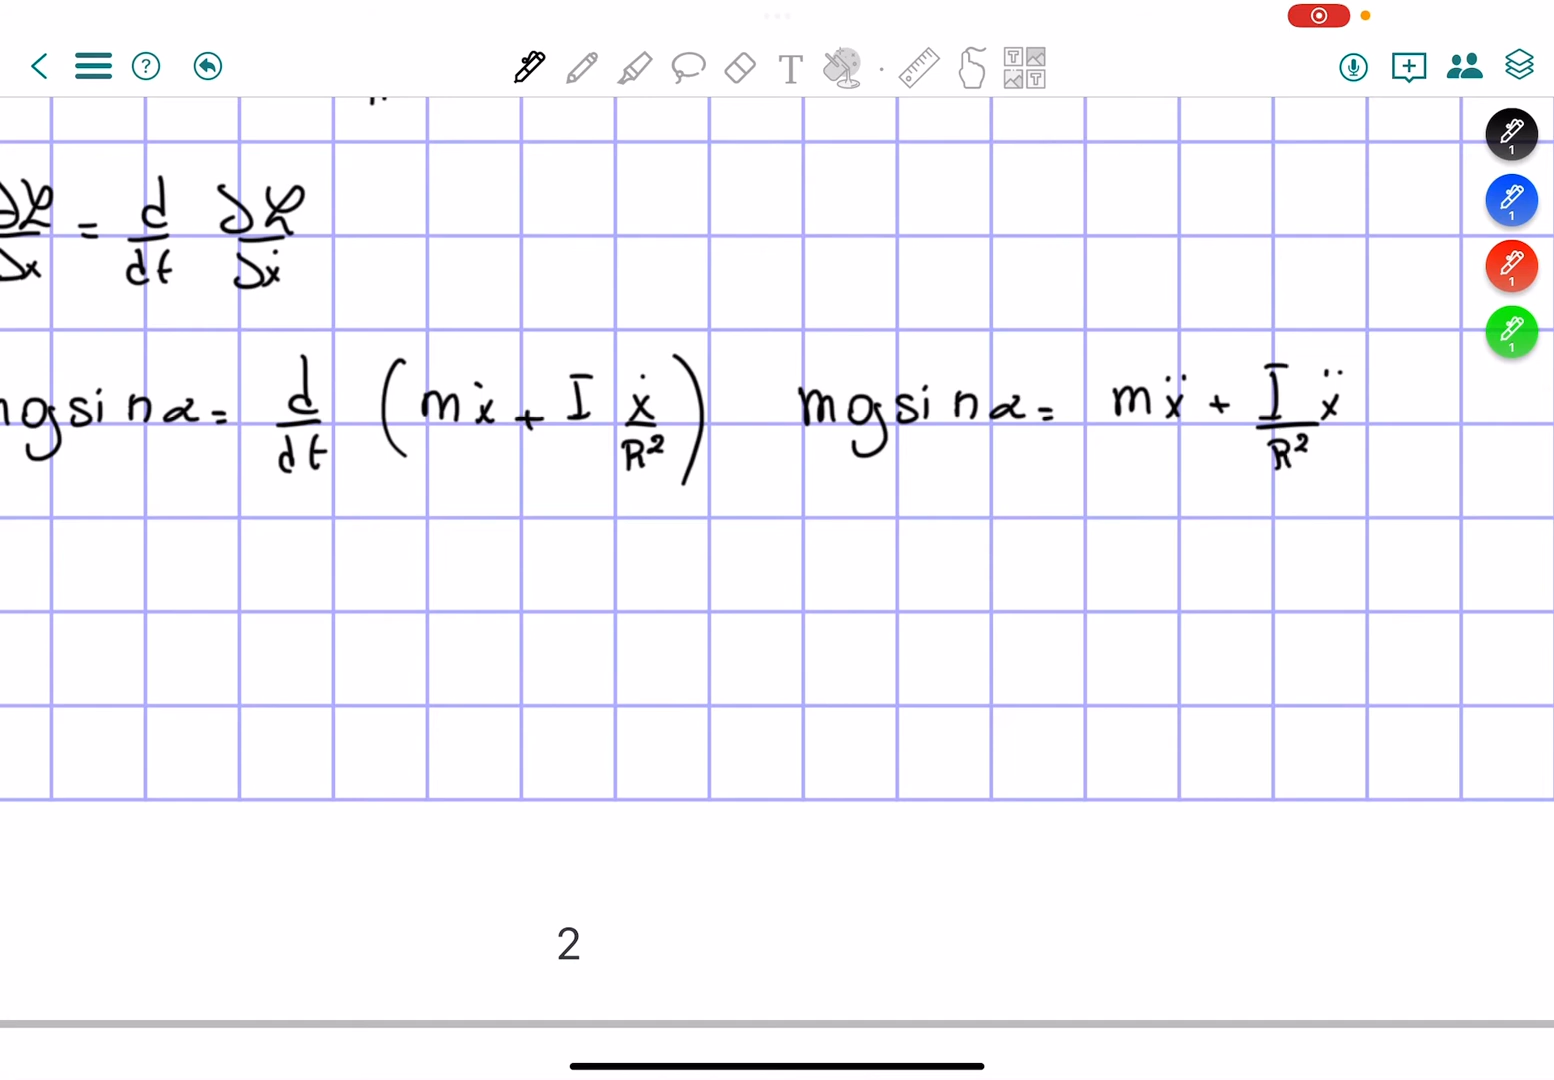 ∂ℒ/∂x = d/dt ∂ℒ/∂ẋ
mg sin α = d/dt (mẋ + I ẋ/R²) mg sin α = mẍ + I/R² ẍ
2